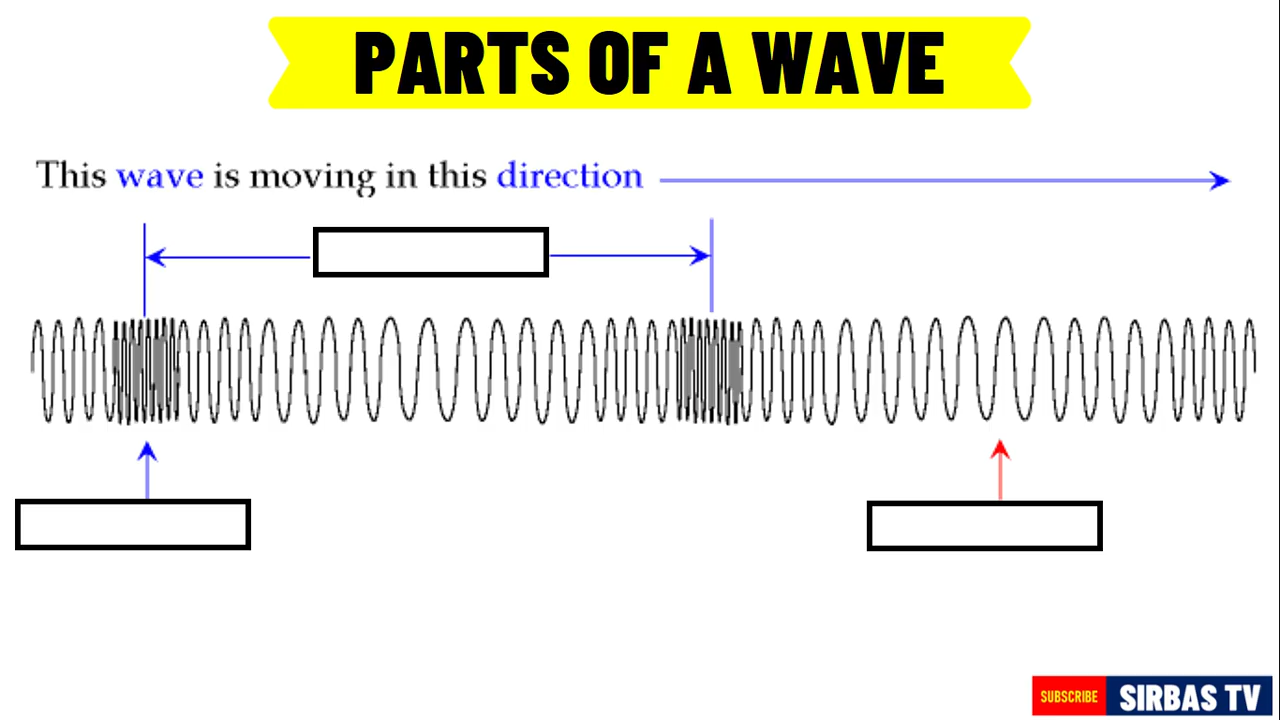 PARTS OF A WAVE
This wave is moving in this direction
SUBSCRIBE SIRBAS TV